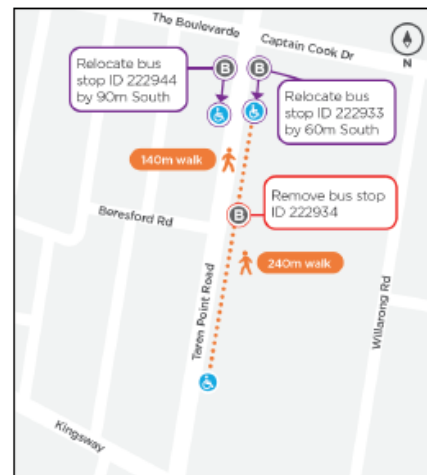 The Boulevarde
Captain Cook Dr
N
Relocate bus
stop ID 222944
by 90m South
B
B
Relocate bus
stop ID 222933
by 60m South
140m walk
Remove bus stop
ID 222934
B
Beresford Rd
240m walk
Taren Point Road
Willarong Rd
Kingsway